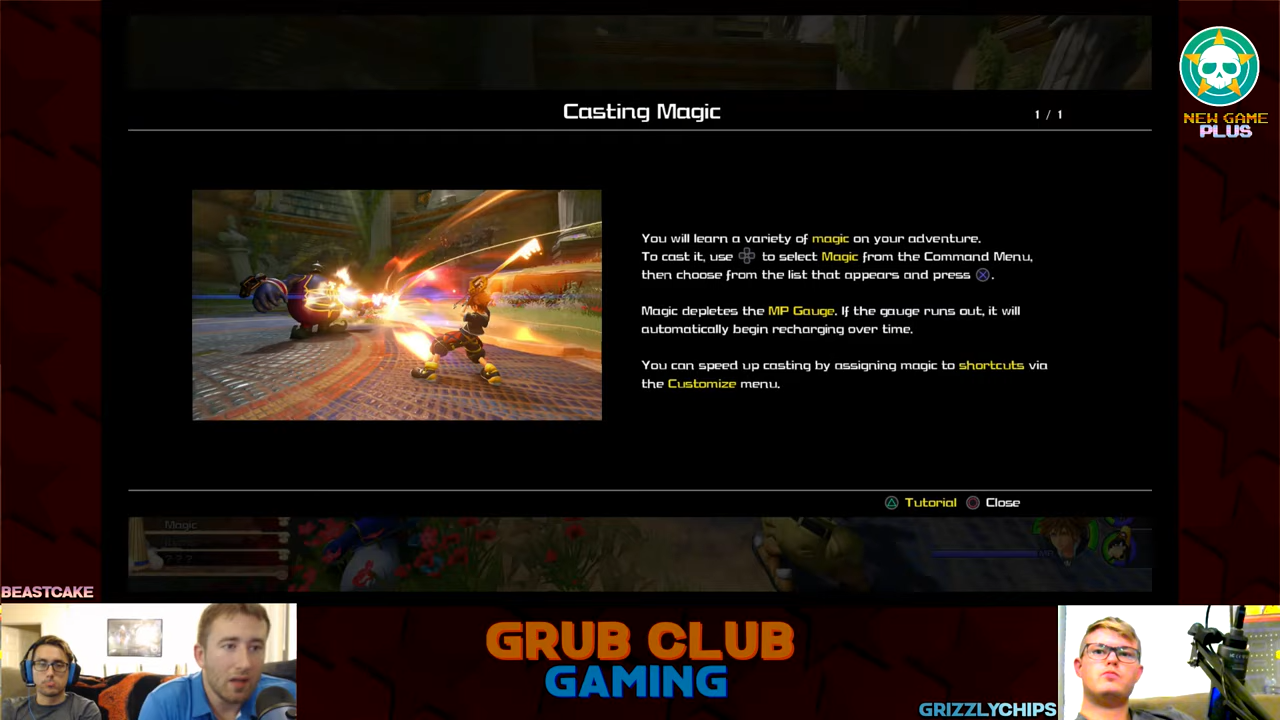 Casting Magic
1 / 1
NEW GAME
PLUS
You will learn a variety of magic on your adventure.
To cast it, use to select Magic from the Command Menu,
then choose from the list that appears and press .
Magic depletes the MP Gauge. If the gauge runs out, it will
automatically begin recharging over time.
You can speed up casting by assigning magic to shortcuts via
the Customize menu.
Tutorial Close
Magic
? ? ?
MP
BEASTCAKE
GRUB CLUB
GAMING
GRIZZLYCHIPS